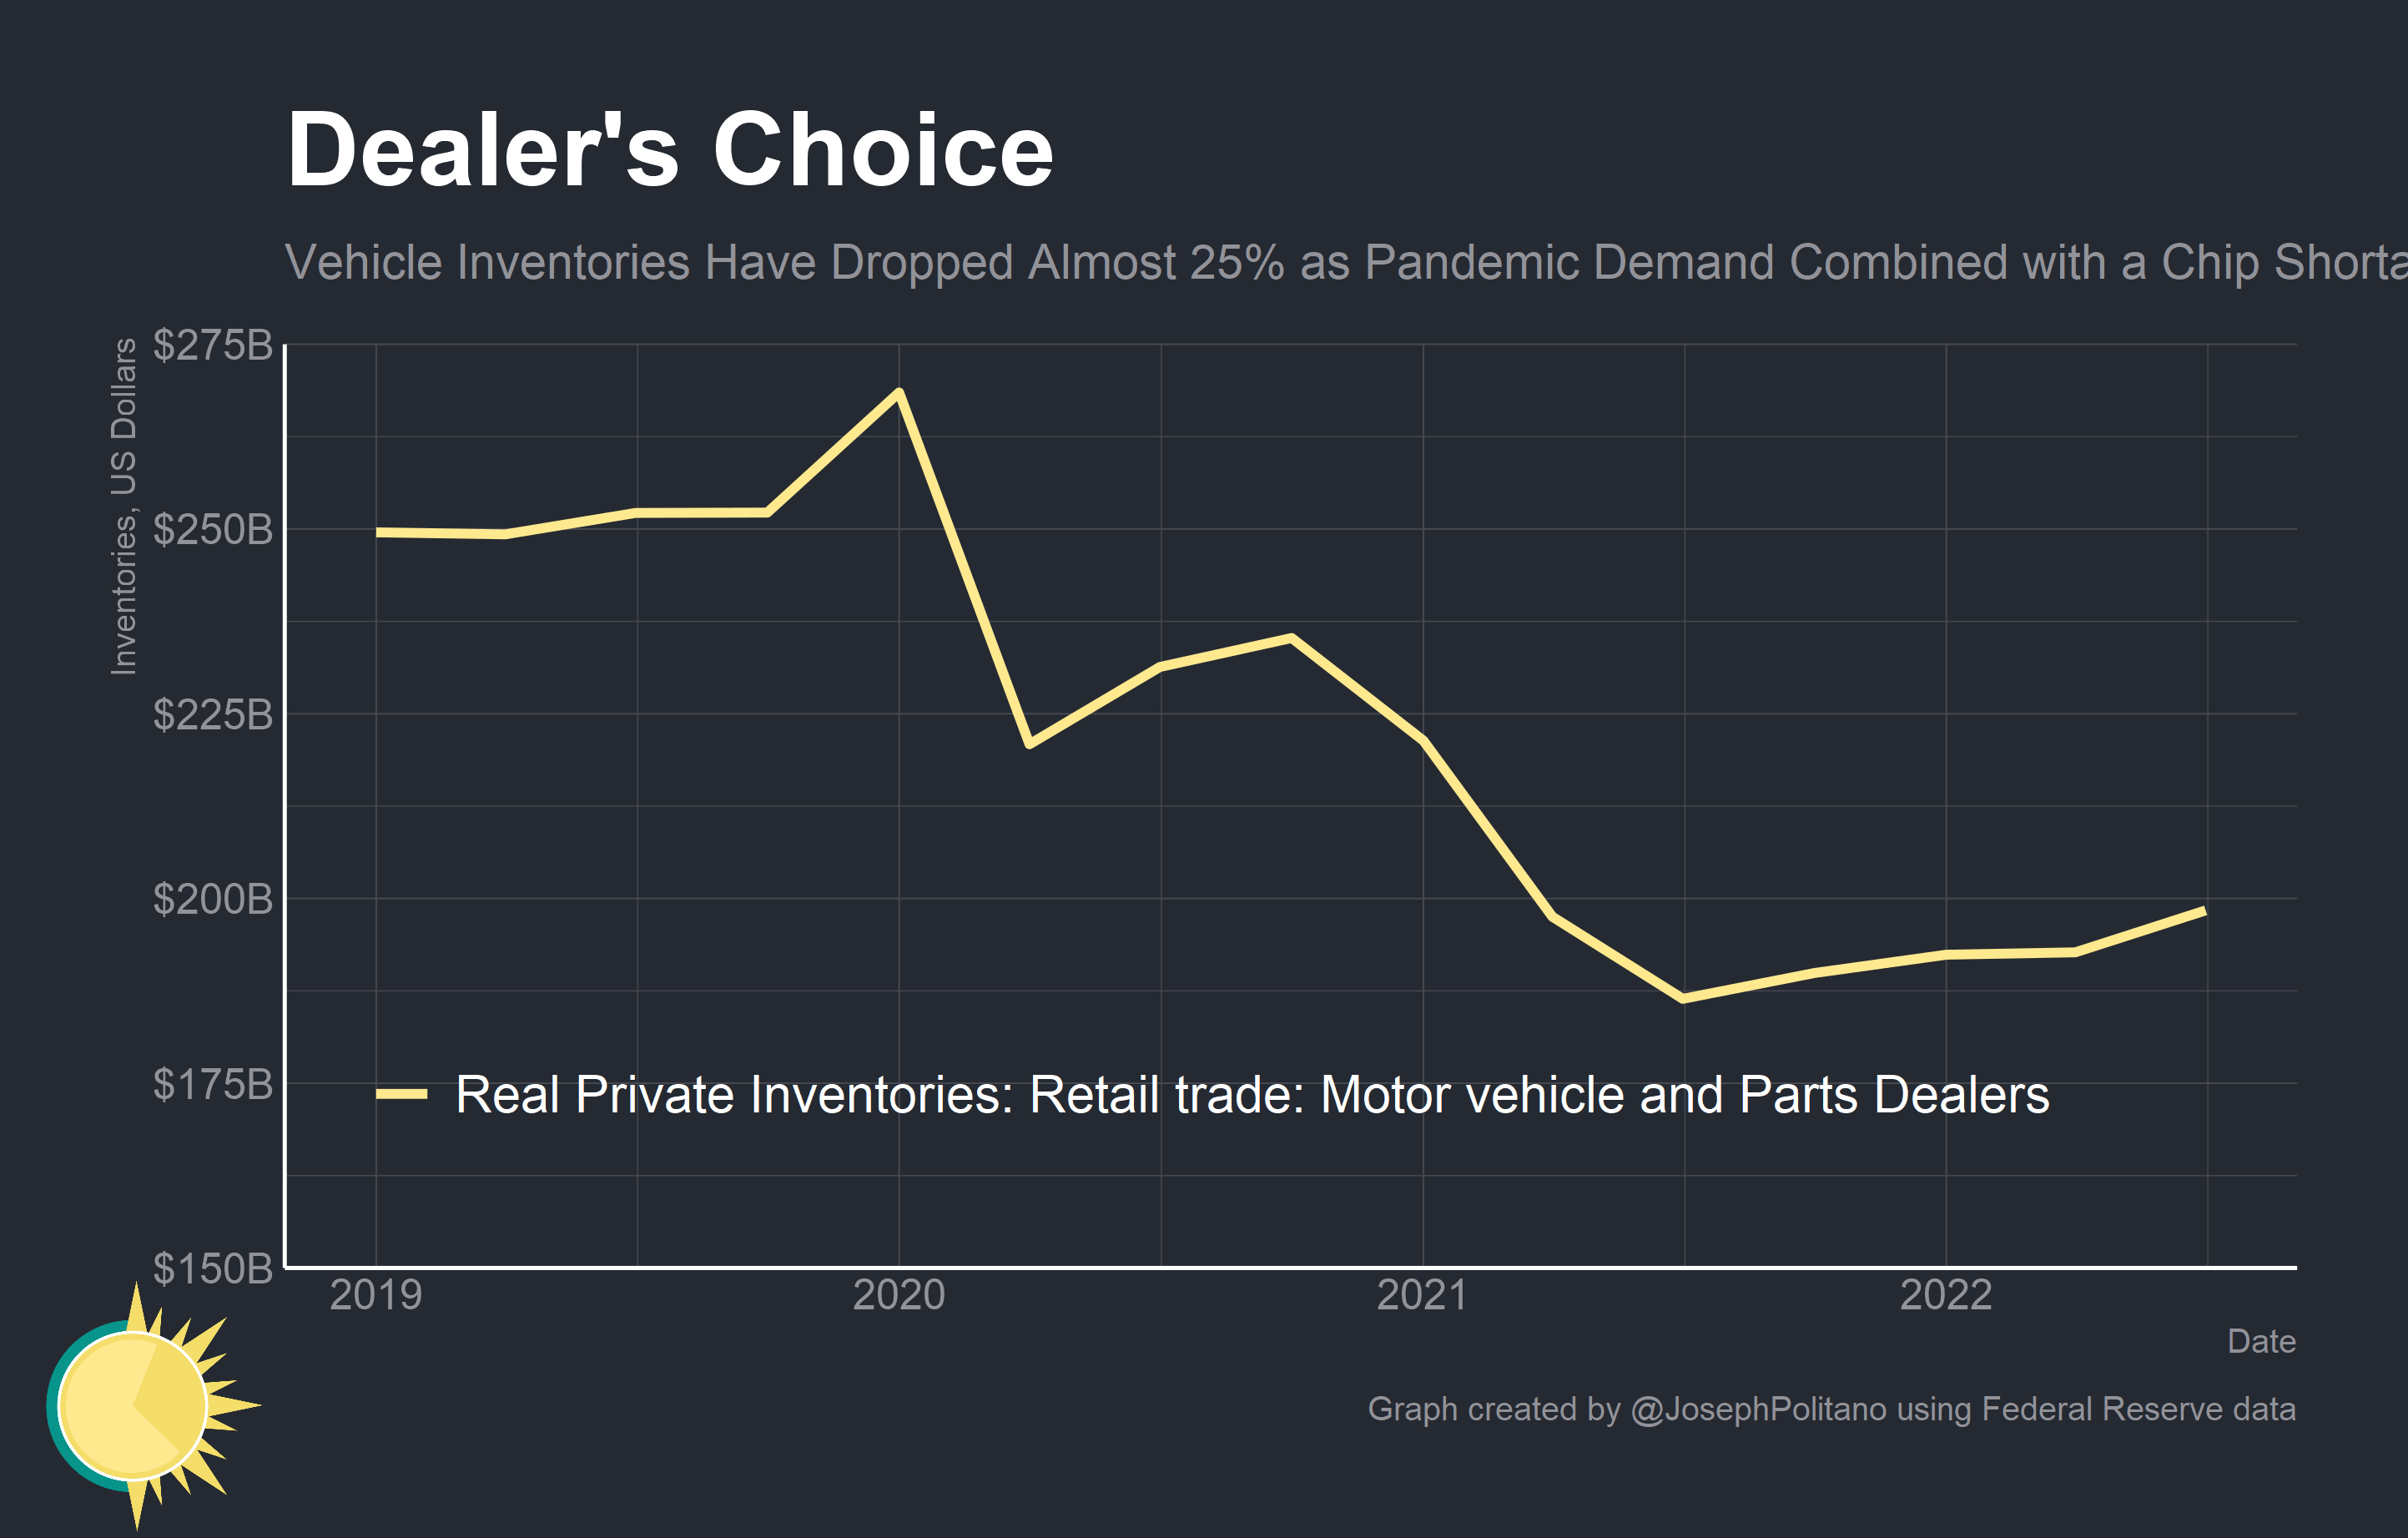 Dealer's Choice
Vehicle Inventories Have Dropped Almost 25% as Pandemic Demand Combined with a Chip Shorta
Inventories, US Dollars
$275B
$250B
$225B
$200B
$175B
$150B
Real Private Inventories: Retail trade: Motor vehicle and Parts Dealers
2019 2020 2021 2022
Date
Graph created by @JosephPolitano using Federal Reserve data